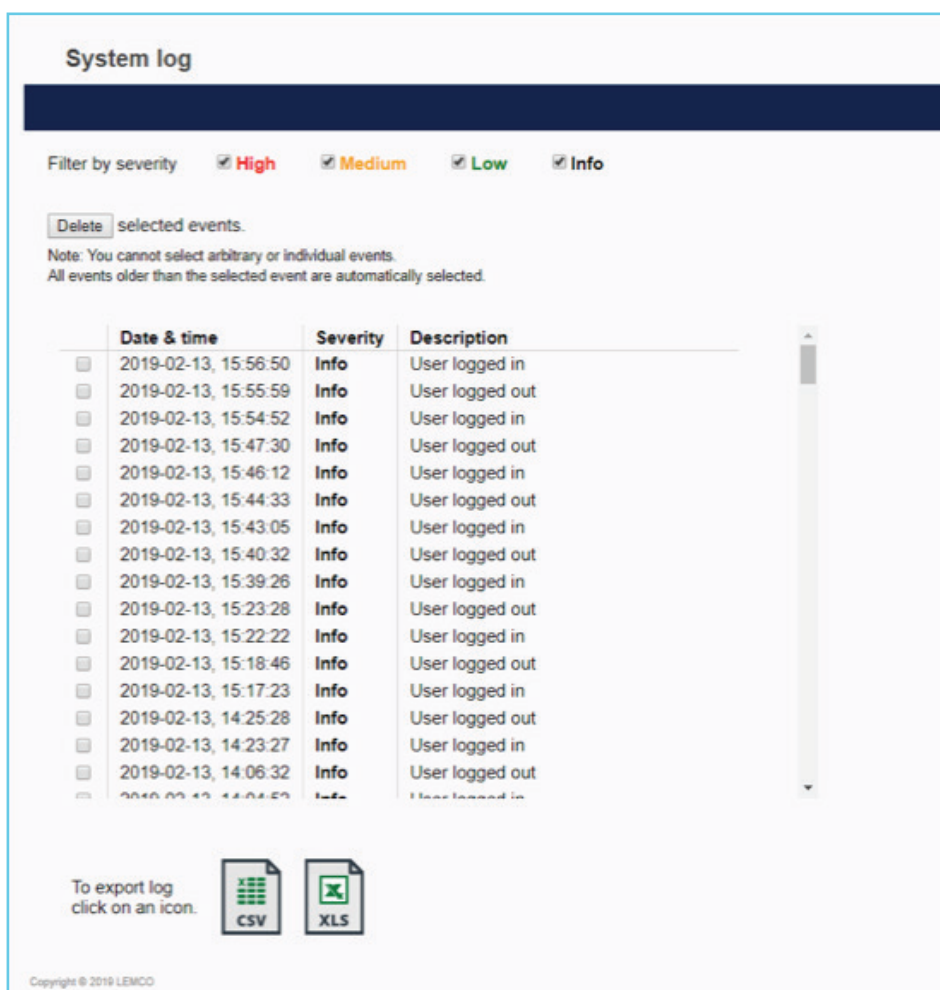 System log
Filter by severity High Medium Low Info
Delete selected events.
Note: You cannot select arbitrary or individual events.
All events older than the selected event are automatically selected.
Date & time Severity Description
2019-02-13, 15:56:50 Info User logged in
2019-02-13, 15:55:59 Info User logged out
2019-02-13, 15:54:52 Info User logged in
2019-02-13, 15:47:30 Info User logged out
2019-02-13, 15:46:12 Info User logged in
2019-02-13, 15:44:33 Info User logged out
2019-02-13, 15:43:05 Info User logged in
2019-02-13, 15:40:32 Info User logged out
2019-02-13, 15:39:26 Info User logged in
2019-02-13, 15:23:28 Info User logged out
2019-02-13, 15:22:22 Info User logged in
2019-02-13, 15:18:46 Info User logged out
2019-02-13, 15:17:23 Info User logged in
2019-02-13, 14:25:28 Info User logged out
2019-02-13, 14:23:27 Info User logged in
2019-02-13, 14:06:32 Info User logged out
To export log
click on an icon.
CSV XLS
Copyright © 2019 LEMCO